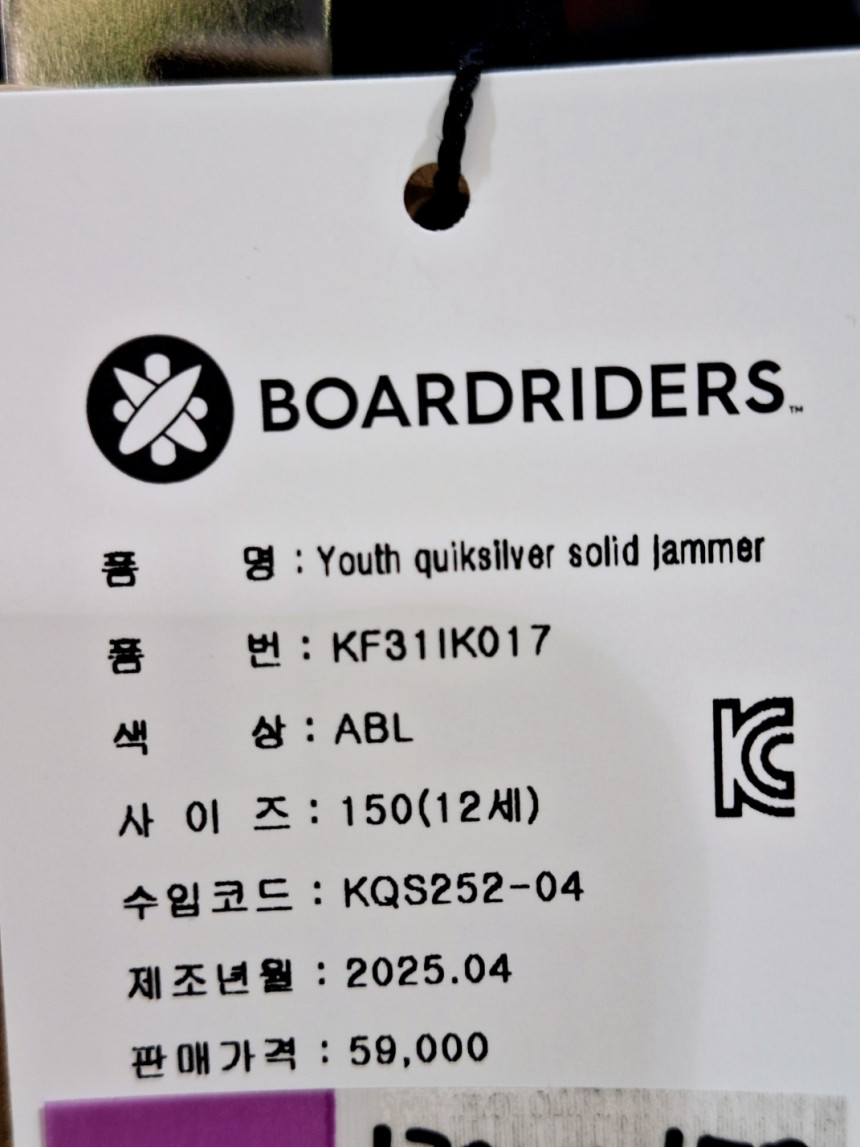 BOARDRIDERS™
품 명 : Youth quiksilver solid jammer
품 번 : KF31IK017
색 상 : ABL
사 이 즈 : 150(12세)
수입코드 : KQS252-04
제조년월 : 2025.04
판매가격 : 59,000